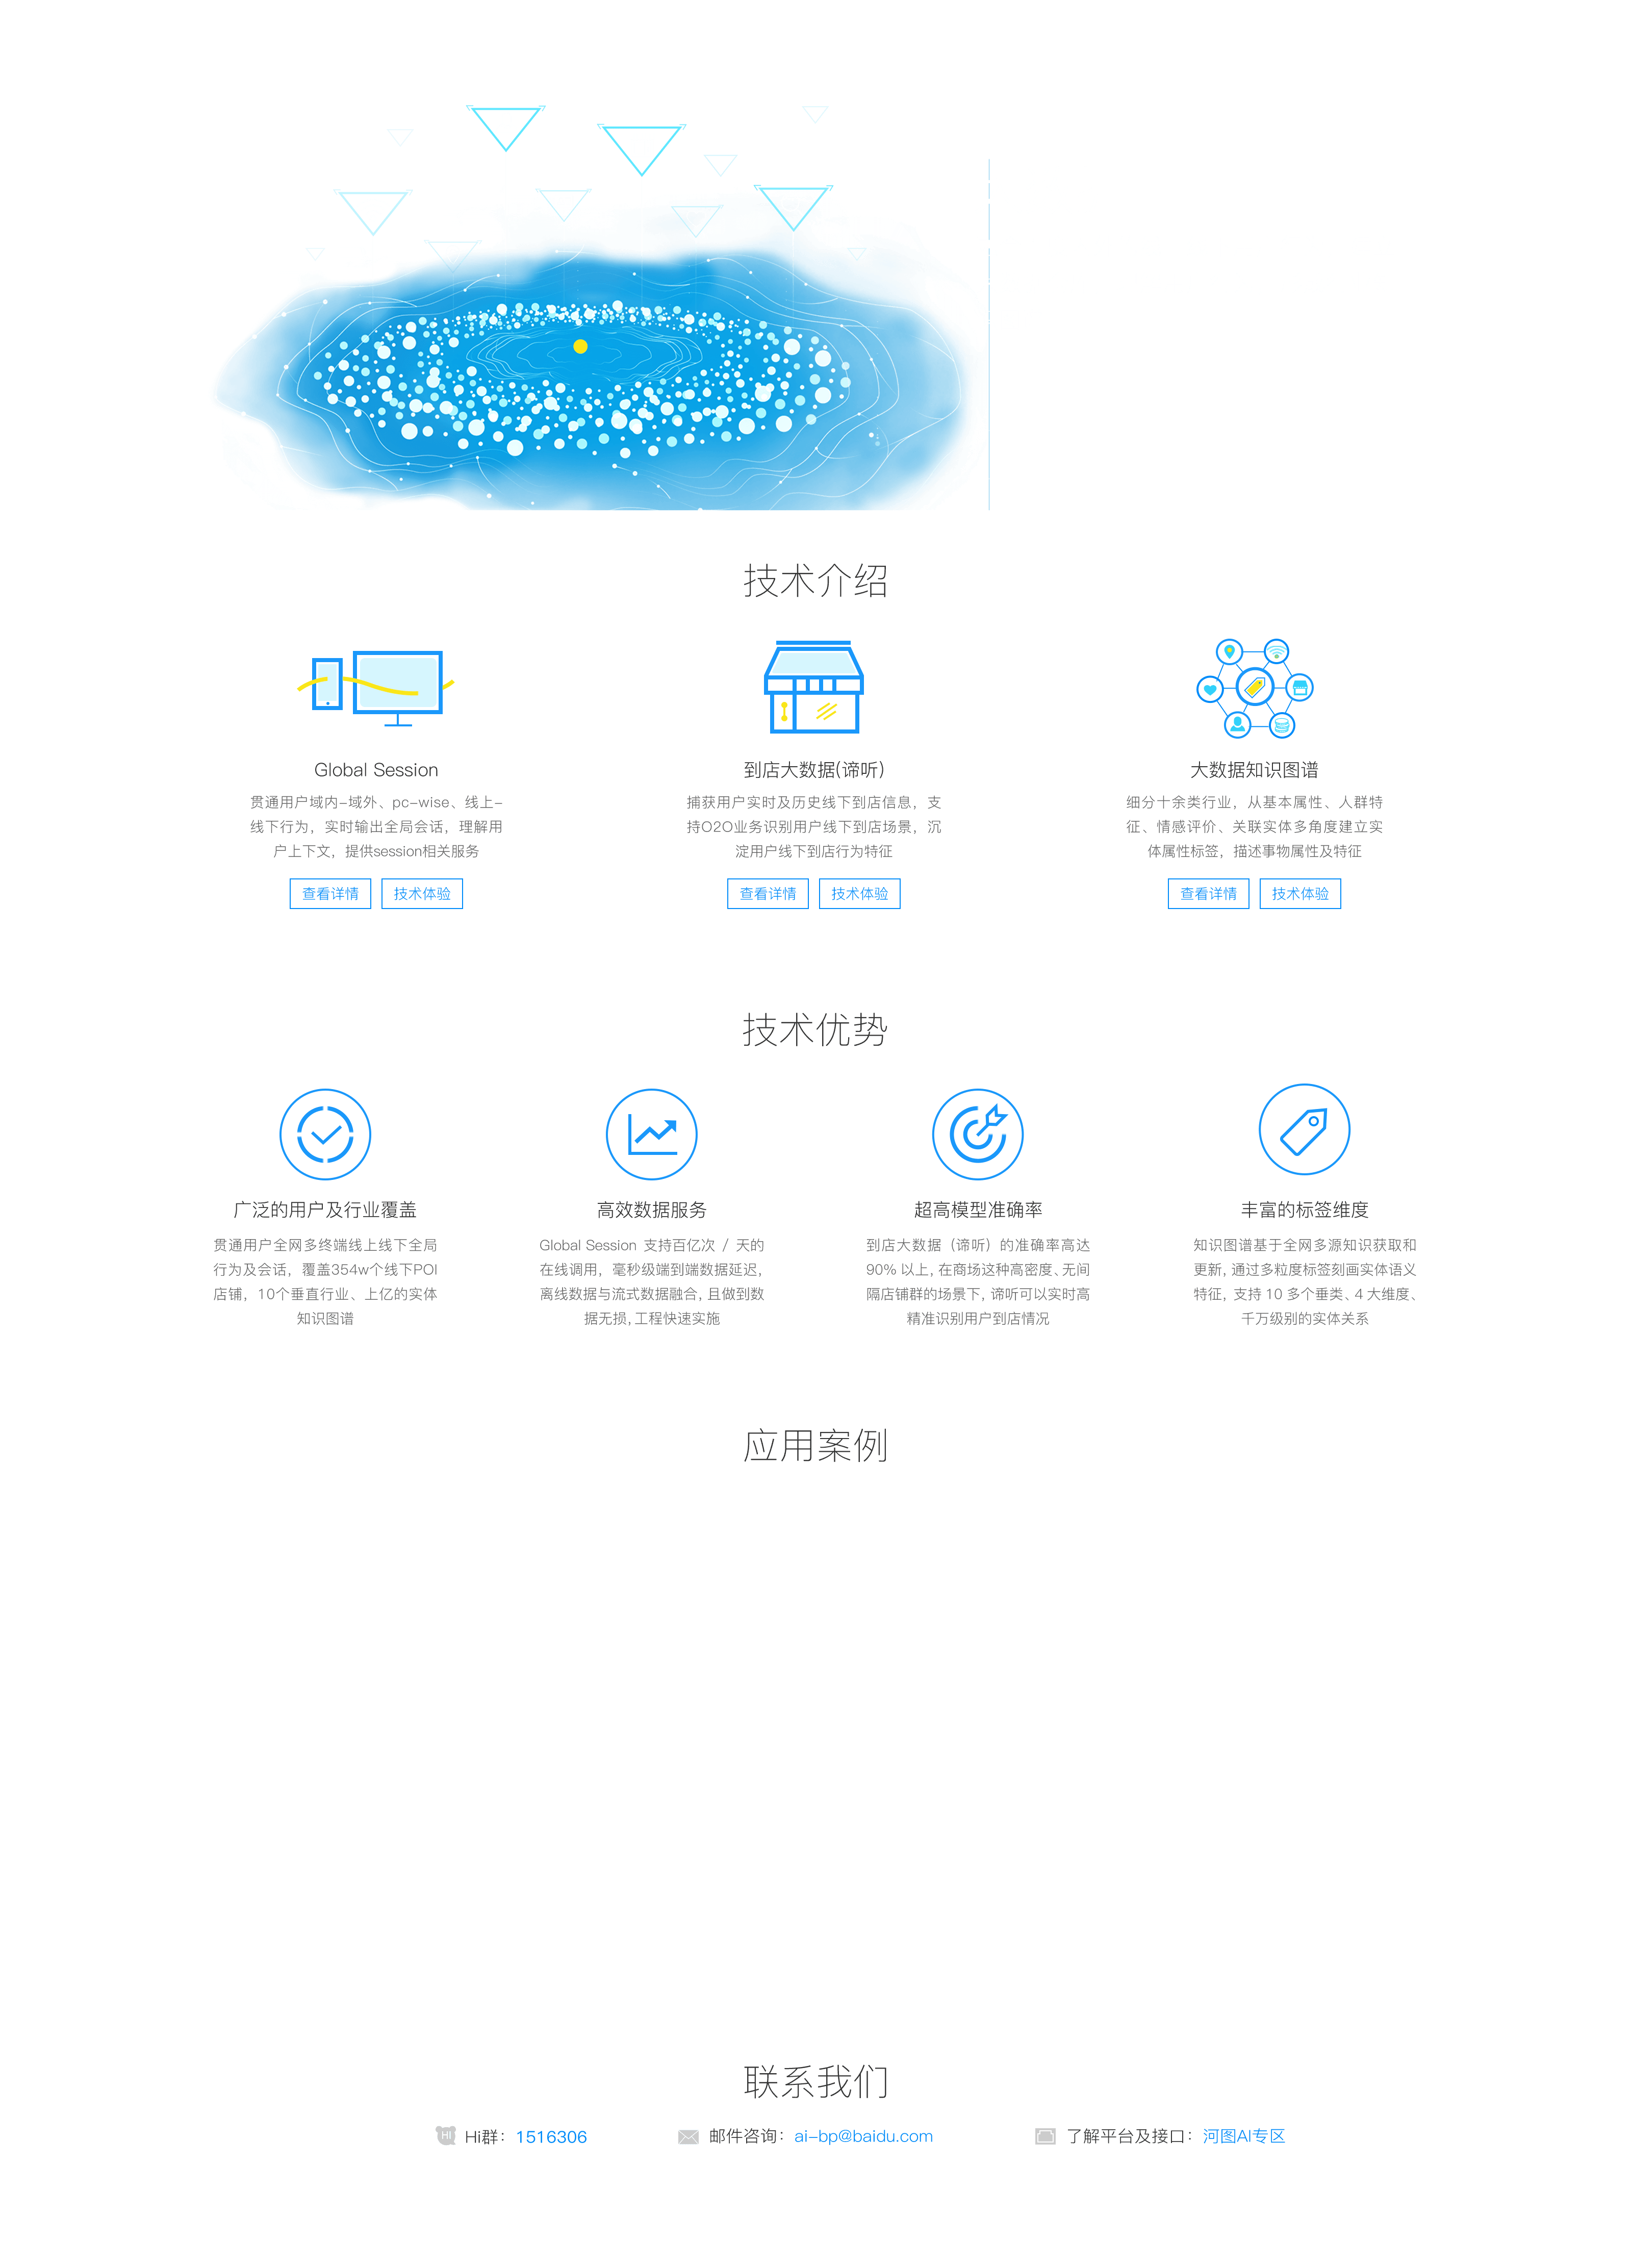 技术介绍
Global Session
贯通用户域内-域外、pc-wise、线上-
线下行为，实时输出全局会话，理解用
户上下文，提供session相关服务
查看详情
技术体验
到店大数据(谛听)
捕获用户实时及历史线下到店信息，支
持O2O业务识别用户线下到店场景，沉
淀用户线下到店行为特征
查看详情
技术体验
大数据知识图谱
细分十余类行业，从基本属性、人群特
征、情感评价、关联实体多角度建立实
体属性标签，描述事物属性及特征
查看详情
技术体验
技术优势
广泛的用户及行业覆盖
贯通用户全网多终端线上线下全局
行为及会话，覆盖354w个线下POI
店铺，10个垂直行业、上亿的实体
知识图谱
高效数据服务
Global Session 支持百亿次 / 天的
在线调用，毫秒级端到端数据延迟，
离线数据与流式数据融合，且做到数
据无损，工程快速实施
超高模型准确率
到店大数据（谛听）的准确率高达
90% 以上，在商场这种高密度、无间
隔店铺群的场景下，谛听可以实时高
精准识别用户到店情况
丰富的标签维度
知识图谱基于全网多源知识获取和
更新，通过多粒度标签刻画实体语义
特征，支持 10 多个垂类、4 大维度、
千万级别的实体关系
应用案例
联系我们
HI
Hi群：1516306
邮件咨询：ai-bp@baidu.com
了解平台及接口：河图AI专区